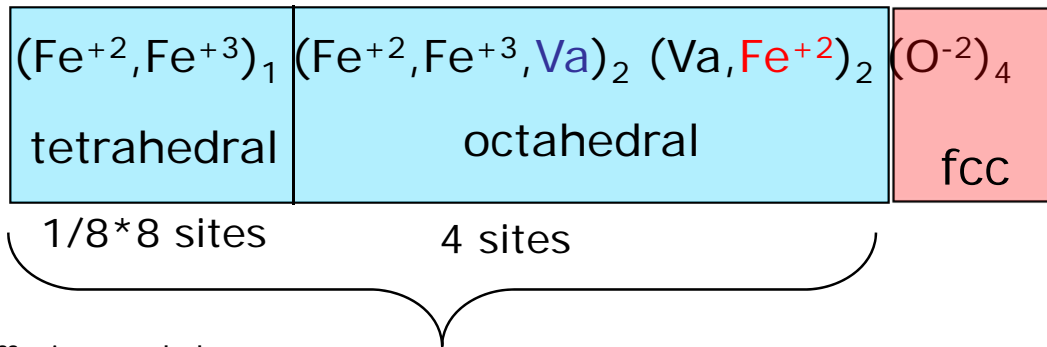 (Fe⁺²,Fe⁺³)₁ (Fe⁺²,Fe⁺³,Va)₂ (Va,Fe⁺²)₂ (O⁻²)₄
tetrahedral octahedral fcc
1/8*8 sites 4 sites